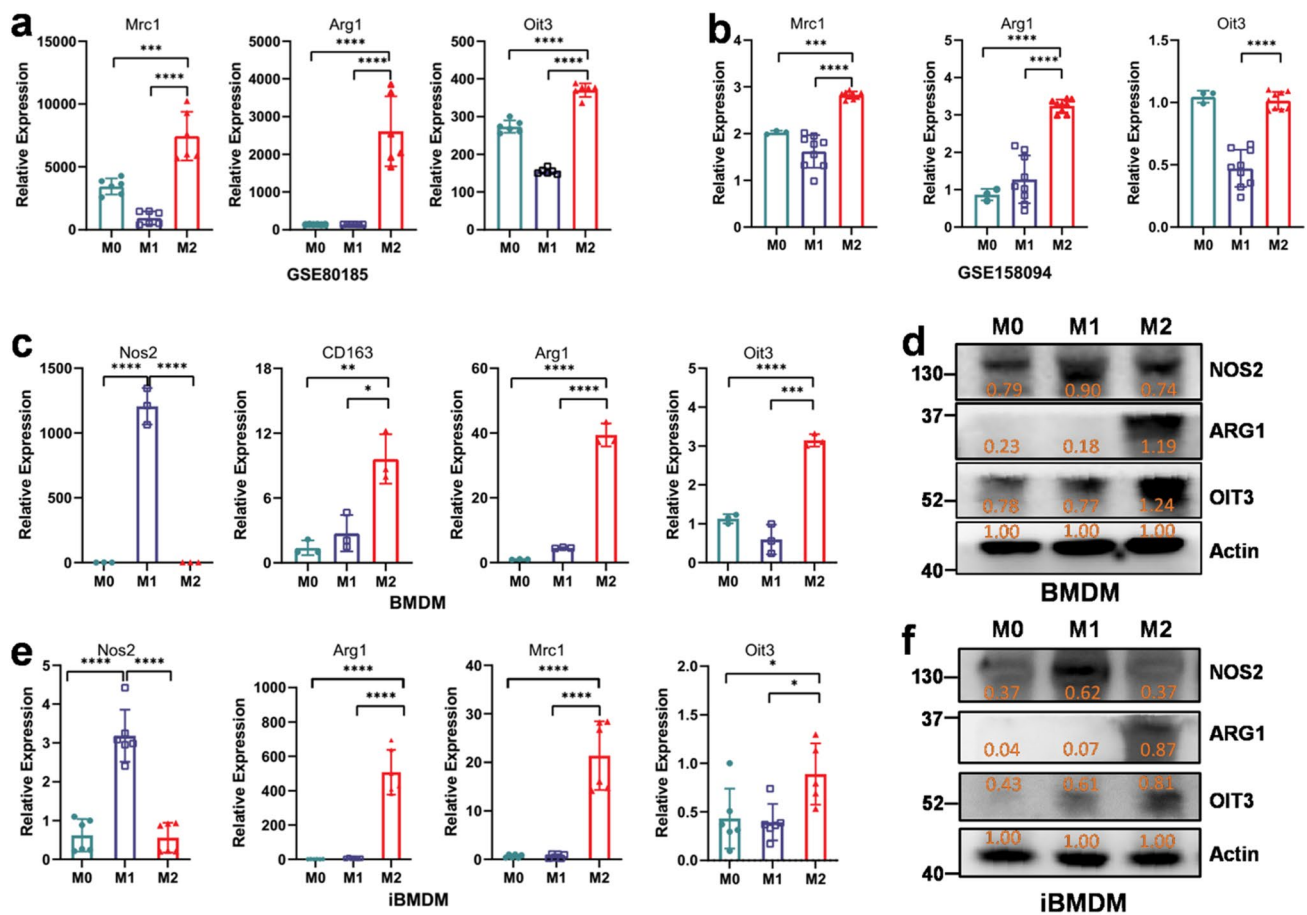 a
Mrc1
Relative Expression
15000
10000
5000
0
***
****
M0 M1 M2
Arg1
Relative Expression
5000
4000
3000
2000
1000
0
****
****
M0 M1 M2
Oit3
Relative Expression
500
400
300
200
100
0
****
****
M0 M1 M2
GSE80185
b
Mrc1
Relative Expression
4
3
2
1
0
***
****
M0 M1 M2
Arg1
Relative Expression
5
4
3
2
1
0
****
****
M0 M1 M2
Oit3
Relative Expression
1.5
1.0
0.5
0.0
****
M0 M1 M2
GSE158094
c
Nos2
Relative Expression
1500
1000
500
0
**** ****
M0 M1 M2
CD163
Relative Expression
18
12
6
0
**
*
M0 M1 M2
Arg1
Relative Expression
60
40
20
0
****
****
M0 M1 M2
Oit3
Relative Expression
5
4
3
2
1
0
****
***
M0 M1 M2
BMDM
d
M0 M1 M2
130 NOS2
0.79 0.90 0.74
37 ARG1
0.23 0.18 1.19
52 OIT3
0.78 0.77 1.24
1.00 1.00 1.00
Actin
40
BMDM
e
Nos2
Relative Expression
5
4
3
2
1
0
**** ****
M0 M1 M2
Arg1
Relative Expression
1000
800
600
400
200
0
****
****
M0 M1 M2
Mrc1
Relative Expression
40
30
20
10
0
****
****
M0 M1 M2
Oit3
Relative Expression
2.0
1.5
1.0
0.5
0.0
*
*
M0 M1 M2
iBMDM
f
M0 M1 M2
130 NOS2
0.37 0.62 0.37
37 ARG1
0.04 0.07 0.87
0.43 0.61 0.81
52 OIT3
1.00 1.00 1.00
Actin
40
iBMDM